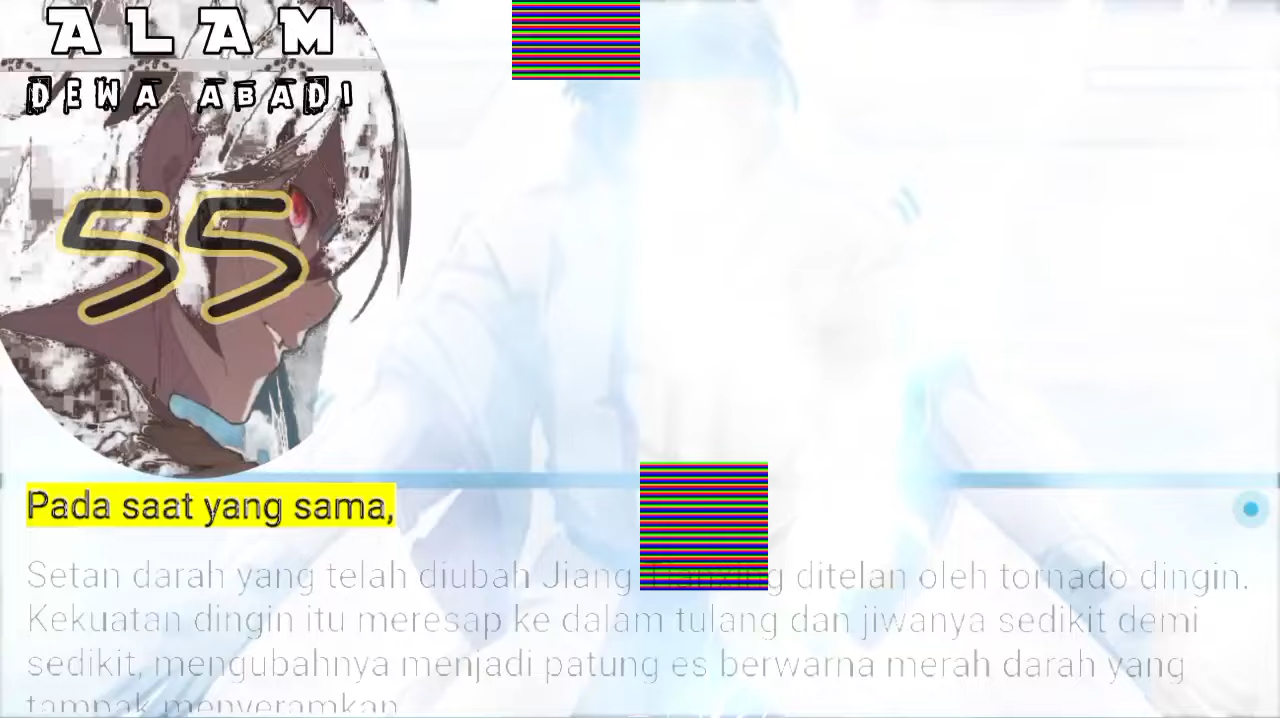 ALAM
DEWA ABADI
55
Pada saat yang sama,
Setan darah yang telah diubah Jiang ditelan oleh tornado dingin.
Kekuatan dingin itu meresap ke dalam tulang dan jiwanya sedikit demi
sedikit, mengubahnya menjadi patung es berwarna merah darah yang
tampak menyeramkan